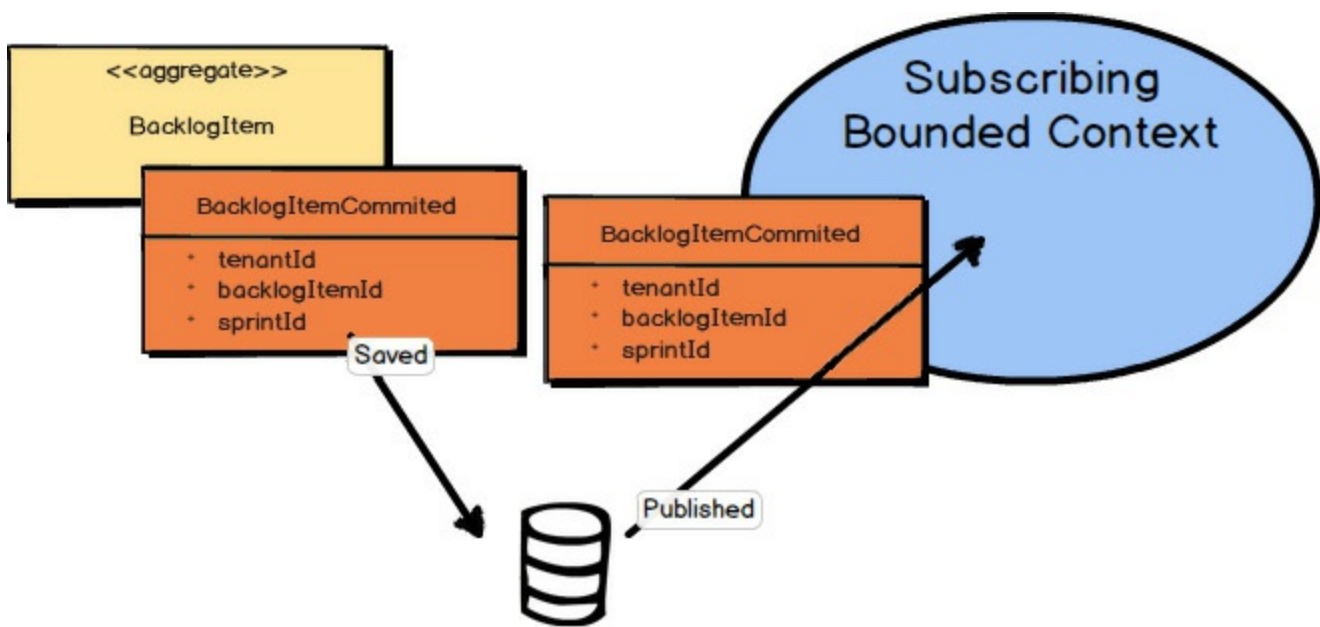 <<aggregate>>
BacklogItem
BacklogItemCommited
+ tenantId
+ backlogItemId
+ sprintId
Saved
BacklogItemCommited
+ tenantId
+ backlogItemId
+ sprintId
Published
Subscribing
Bounded Context